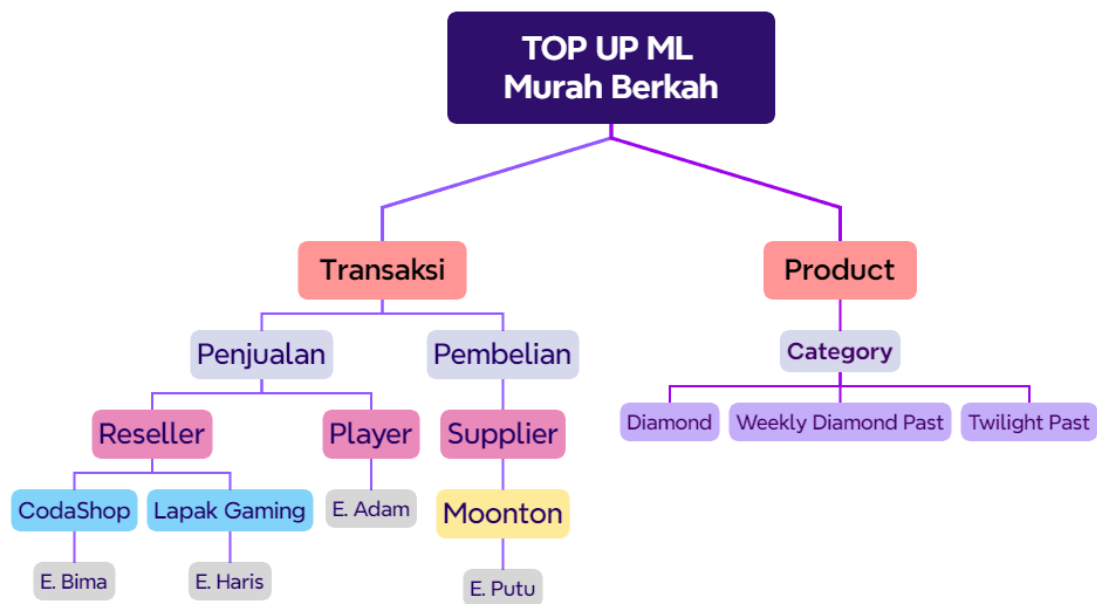 TOP UP ML
Murah Berkah
Transaksi
Product
Penjualan
Pembelian
Category
Reseller
Player
Supplier
Diamond
Weekly Diamond Past
Twilight Past
CodaShop
Lapak Gaming
E. Adam
Moonton
E. Bima
E. Haris
E. Putu